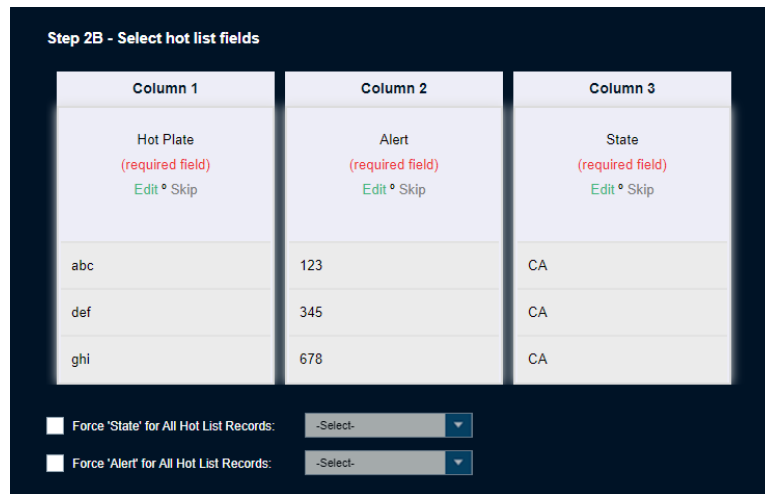 Step 2B - Select hot list fields
Column 1 Column 2 Column 3
Hot Plate Alert State
(required field) (required field) (required field)
Edit º Skip Edit º Skip Edit º Skip
abc 123 CA
def 345 CA
ghi 678 CA
Force 'State' for All Hot List Records: -Select-
Force 'Alert' for All Hot List Records: -Select-